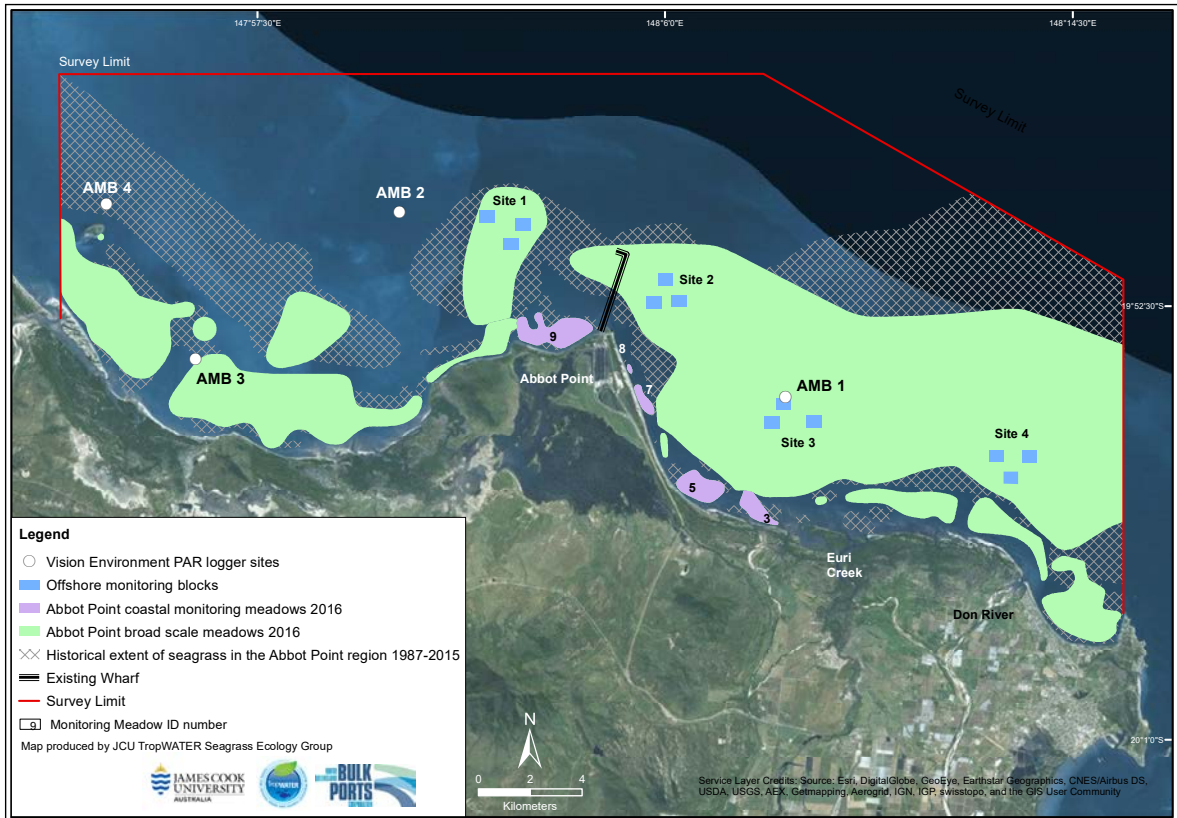 147°57'30"E
148°6'0"E
148°14'30"E
Survey Limit
Survey Limit
AMB 4
AMB 2
Site 1
Site 2
19°52'30"S
9
8
Abbot Point
7
AMB 3
AMB 1
Site 3
Site 4
5
3
Euri
Creek
Don River
Legend
Vision Environment PAR logger sites
Offshore monitoring blocks
Abbot Point coastal monitoring meadows 2016
Abbot Point broad scale meadows 2016
Historical extent of seagrass in the Abbot Point region 1987-2015
Existing Wharf
Survey Limit
9 Monitoring Meadow ID number
Map produced by JCU TropWATER Seagrass Ecology Group
JAMES COOK
UNIVERSITY
AUSTRALIA
TropWATER
BULK
PORTS
N
0 2 4
Kilometers
20°1'0"S
Service Layer Credits: Source: Esri, DigitalGlobe, GeoEye, Earthstar Geographics, CNES/Airbus DS,
USDA, USGS, AEX, Getmapping, Aerogrid, IGN, IGP, swisstopo, and the GIS User Community